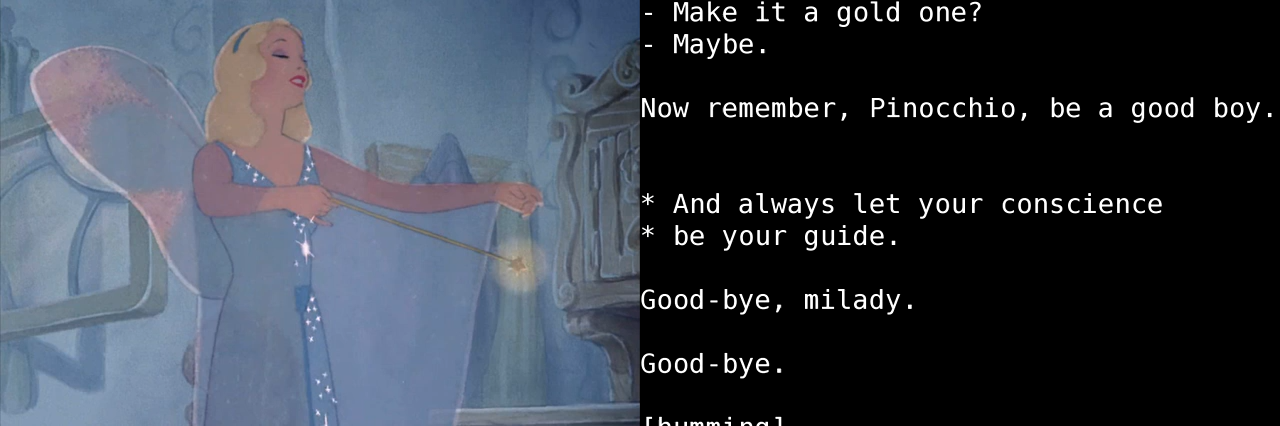 - Make it a gold one?
- Maybe.
Now remember, Pinocchio, be a good boy.
* And always let your conscience
* be your guide.
Good-bye, milady.
Good-bye.
[humming]